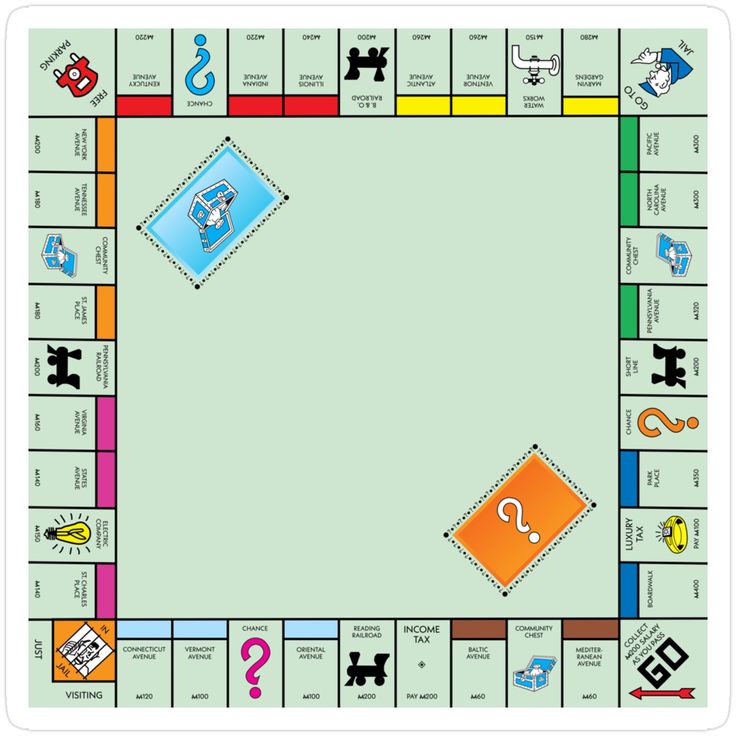 FREE
PARKING
M220
KENTUCKY
AVENUE
CHANCE
M220
INDIANA
AVENUE
M240
ILLINOIS
AVENUE
M200
B. & O.
RAILROAD
M260
ATLANTIC
AVENUE
M260
VENTNOR
AVENUE
M150
WATER
WORKS
M280
MARVIN
GARDENS
GO TO
JAIL
PACIFIC
AVENUE
M300
NORTH
CAROLINA
AVENUE
M300
COMMUNITY
CHEST
PENNSYLVANIA
AVENUE
M320
SHORT
LINE
M200
CHANCE
?
PARK
PLACE
M350
LUXURY
TAX
PAY M100
BOARDWALK
M400
COLLECT
M200 SALARY
AS YOU PASS
GO
MEDITER-
RANEAN
AVENUE
M60
COMMUNITY
CHEST
BALTIC
AVENUE
M60
INCOME
TAX
PAY M200
READING
RAILROAD
M200
ORIENTAL
AVENUE
M100
CHANCE
?
VERMONT
AVENUE
M100
CONNECTICUT
AVENUE
M120
IN
JAIL
JUST
VISITING
ST. CHARLES
PLACE
M140
ELECTRIC
COMPANY
M150
STATES
AVENUE
M140
VIRGINIA
AVENUE
M160
PENNSYLVANIA
RAILROAD
M200
ST. JAMES
PLACE
M180
COMMUNITY
CHEST
TENNESSEE
AVENUE
M180
NEW YORK
AVENUE
M200
?